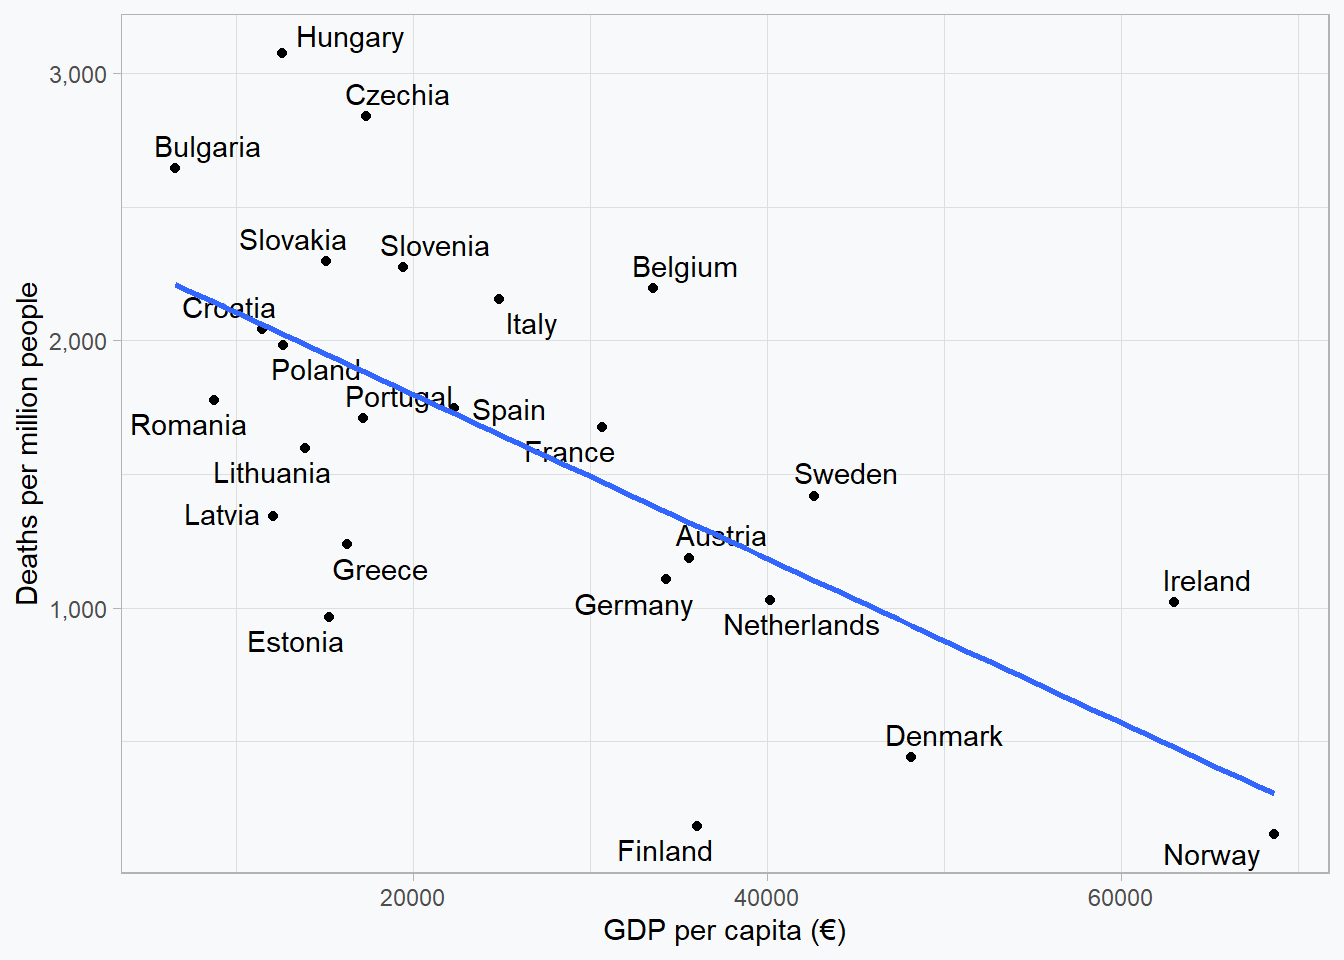 Hungary
3,000
Czechia
Bulgaria
Slovakia
Slovenia
Belgium
Croatia
Italy
2,000
Poland
Portugal
Spain
Romania
France
Lithuania
Sweden
Latvia
Austria
Greece
Ireland
Germany
1,000
Netherlands
Estonia
Denmark
Finland
Norway
Deaths per million people
20000
40000
60000
GDP per capita (€)